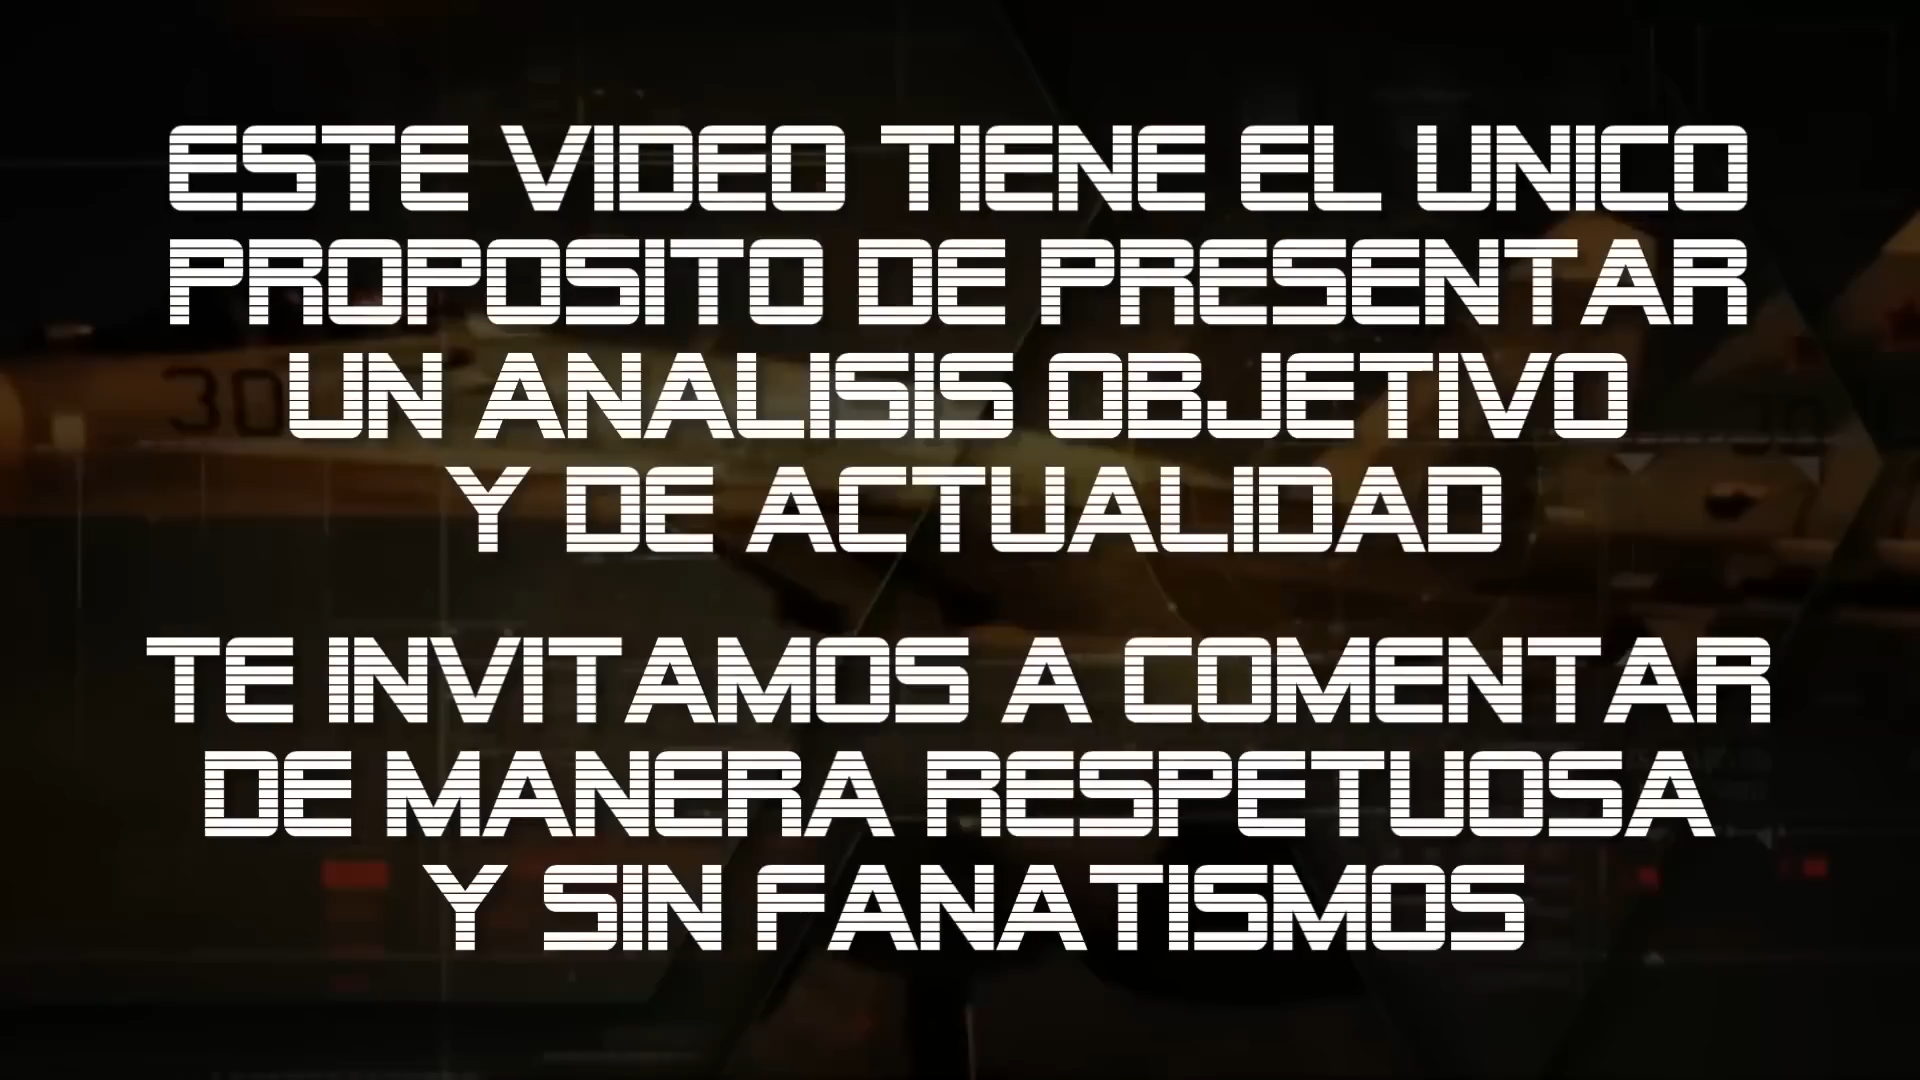 ESTE VIDEO TIENE EL UNICO
PROPOSITO DE PRESENTAR
UN ANALISIS OBJETIVO
Y DE ACTUALIDAD
TE INVITAMOS A COMENTAR
DE MANERA RESPETUOSA
Y SIN FANATISMOS
30